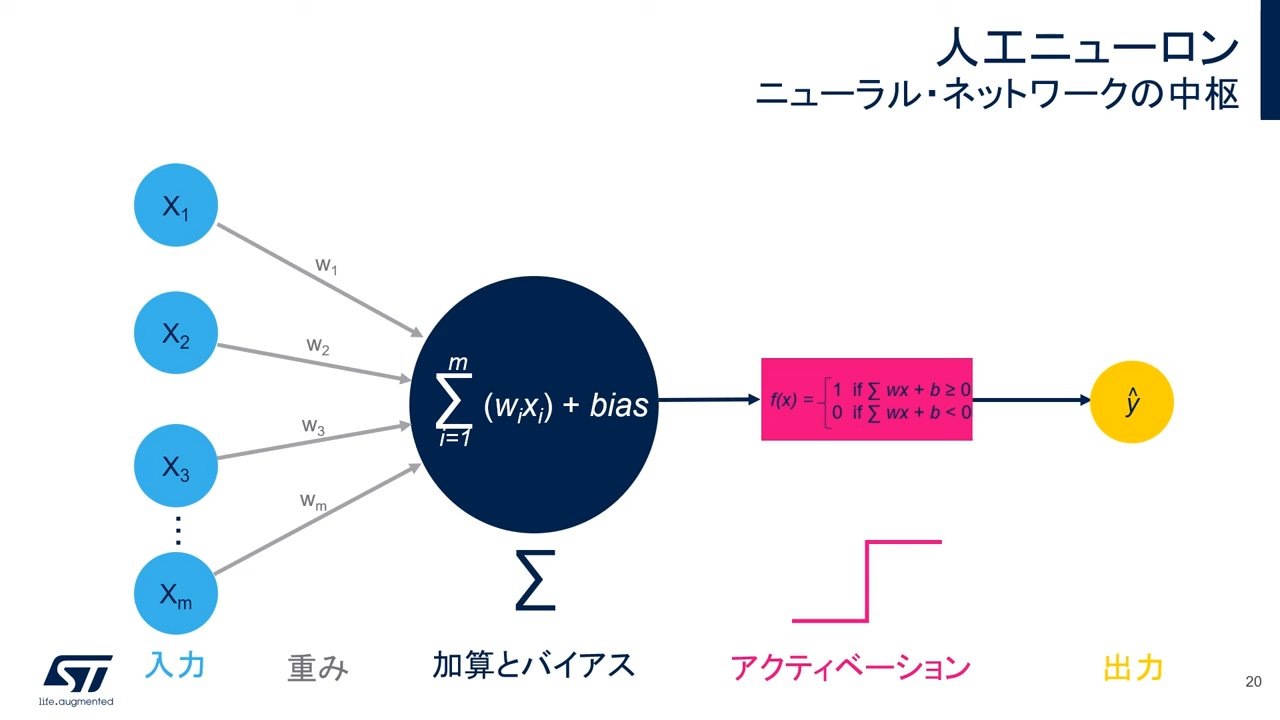 人工ニューロン
ニューラル・ネットワークの中枢
X1
w1
X2
w2
X3
w3
⋮
Xm
wm
m
∑ (wixi) + bias
i=1
f(x) = { 1 if ∑ wx + b ≥ 0
0 if ∑ wx + b < 0
ŷ
∑
入力
重み
加算とバイアス
アクティベーション
出力
ST
life.augmented
20